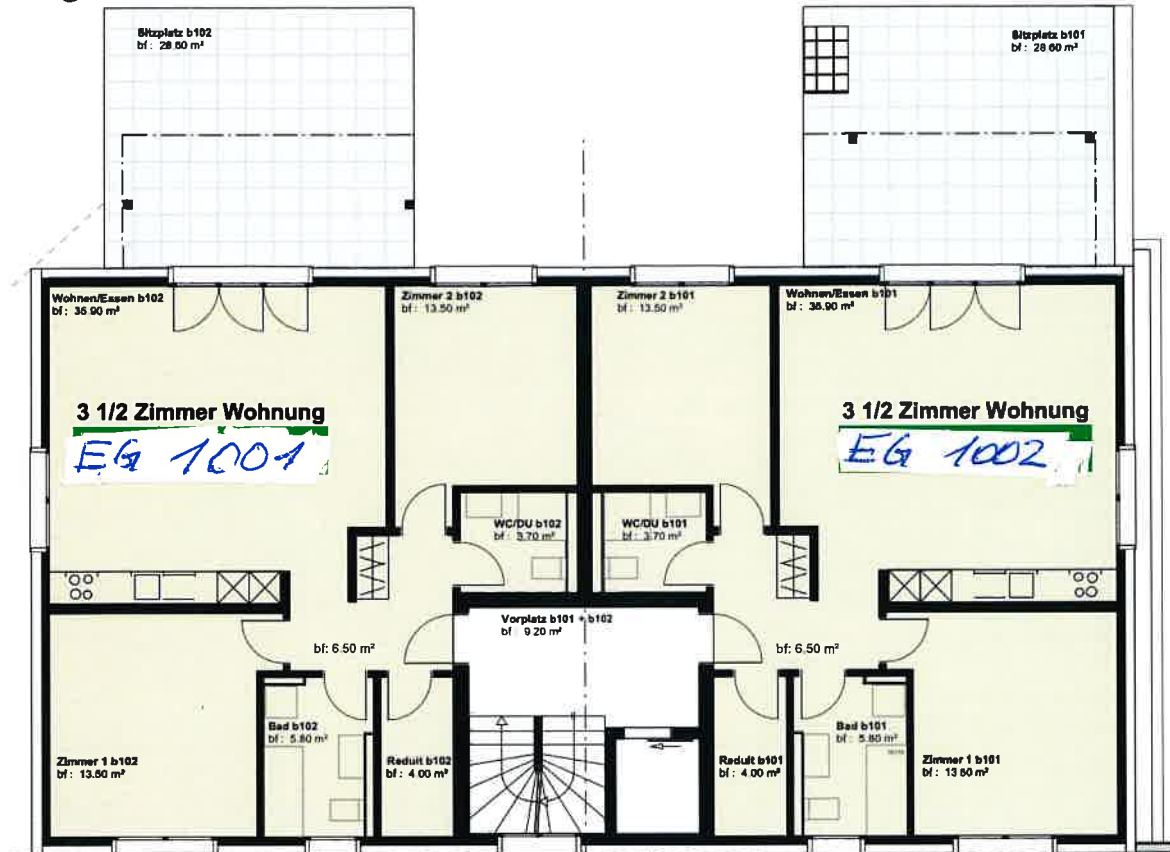 Sitzplatz b102
bf : 28.60 m²
Sitzplatz b101
bf : 28.60 m²
Wohnen/Essen b102
bf : 36.90 m²
Zimmer 2 b102
bf : 13.50 m²
Zimmer 2 b101
bf : 13.50 m²
Wohnen/Essen b101
bf : 36.90 m²
3 1/2 Zimmer Wohnung
EG 1001
3 1/2 Zimmer Wohnung
EG 1002
WC/DU b102
bf : 3.70 m²
WC/DU b101
bf : 3.70 m²
Vorplatz b101 + b102
bf : 9.20 m²
bf: 6.50 m²
bf: 6.50 m²
Bad b102
bf : 5.80 m²
Bad b101
bf : 5.80 m²
Zimmer 1 b102
bf : 13.50 m²
Reduit b102
bf : 4.00 m²
Reduit b101
bf : 4.00 m²
Zimmer 1 b101
bf : 13.50 m²